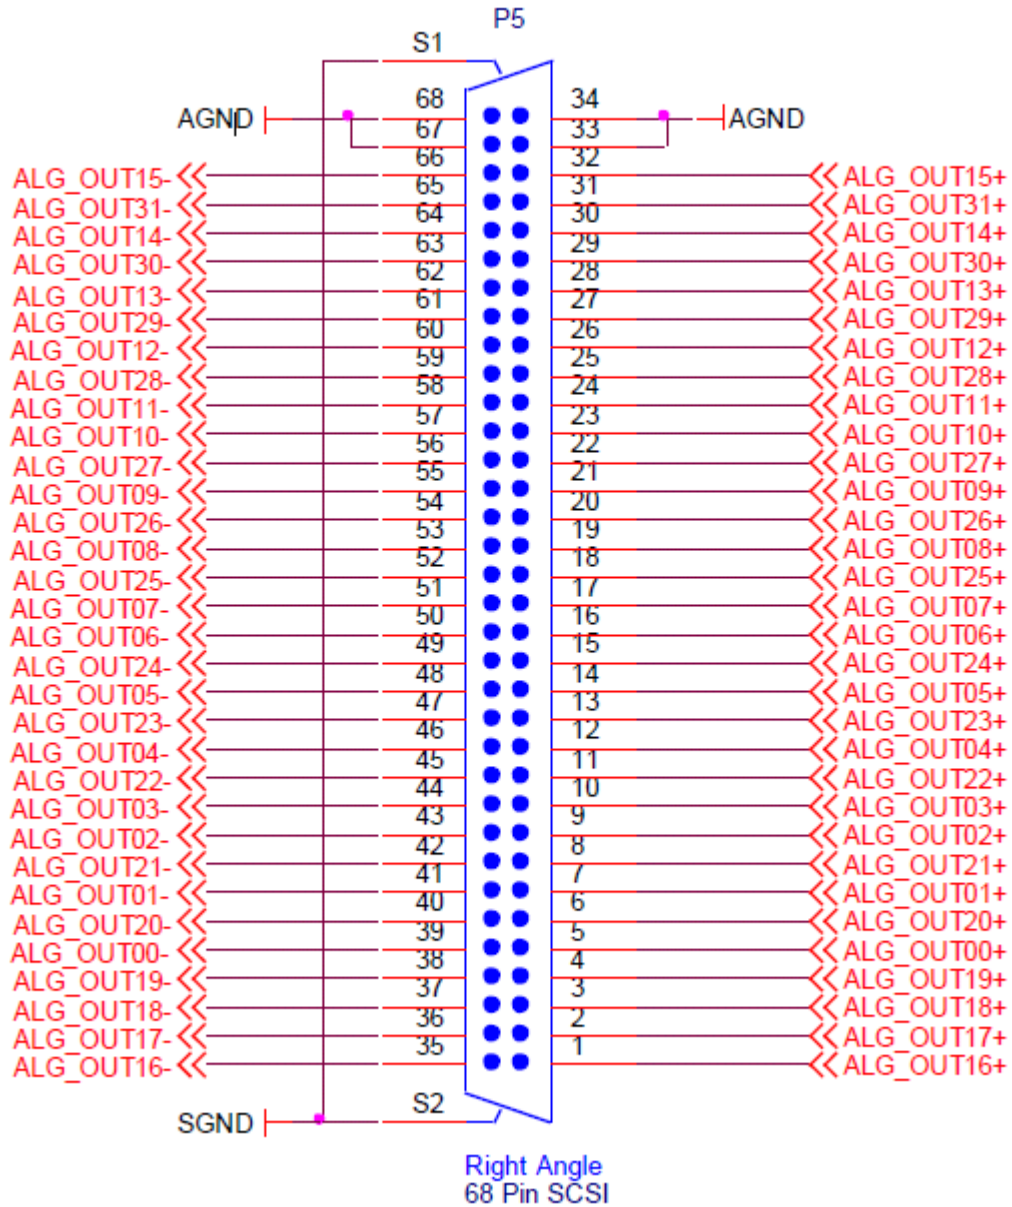 P5
S1
68 34
AGND AGND
67 33
66 32
ALG_OUT15- ALG_OUT15+
65 31
ALG_OUT31- ALG_OUT31+
64 30
ALG_OUT14- ALG_OUT14+
63 29
ALG_OUT30- ALG_OUT30+
62 28
ALG_OUT13- ALG_OUT13+
61 27
ALG_OUT29- ALG_OUT29+
60 26
ALG_OUT12- ALG_OUT12+
59 25
ALG_OUT28- ALG_OUT28+
58 24
ALG_OUT11- ALG_OUT11+
57 23
ALG_OUT10- ALG_OUT10+
56 22
ALG_OUT27- ALG_OUT27+
55 21
ALG_OUT09- ALG_OUT09+
54 20
ALG_OUT26- ALG_OUT26+
53 19
ALG_OUT08- ALG_OUT08+
52 18
ALG_OUT25- ALG_OUT25+
51 17
ALG_OUT07- ALG_OUT07+
50 16
ALG_OUT06- ALG_OUT06+
49 15
ALG_OUT24- ALG_OUT24+
48 14
ALG_OUT05- ALG_OUT05+
47 13
ALG_OUT23- ALG_OUT23+
46 12
ALG_OUT04- ALG_OUT04+
45 11
ALG_OUT22- ALG_OUT22+
44 10
ALG_OUT03- ALG_OUT03+
43 9
ALG_OUT02- ALG_OUT02+
42 8
ALG_OUT21- ALG_OUT21+
41 7
ALG_OUT01- ALG_OUT01+
40 6
ALG_OUT20- ALG_OUT20+
39 5
ALG_OUT00- ALG_OUT00+
38 4
ALG_OUT19- ALG_OUT19+
37 3
ALG_OUT18- ALG_OUT18+
36 2
ALG_OUT17- ALG_OUT17+
35 1
ALG_OUT16- ALG_OUT16+
S2
SGND
Right Angle
68 Pin SCSI